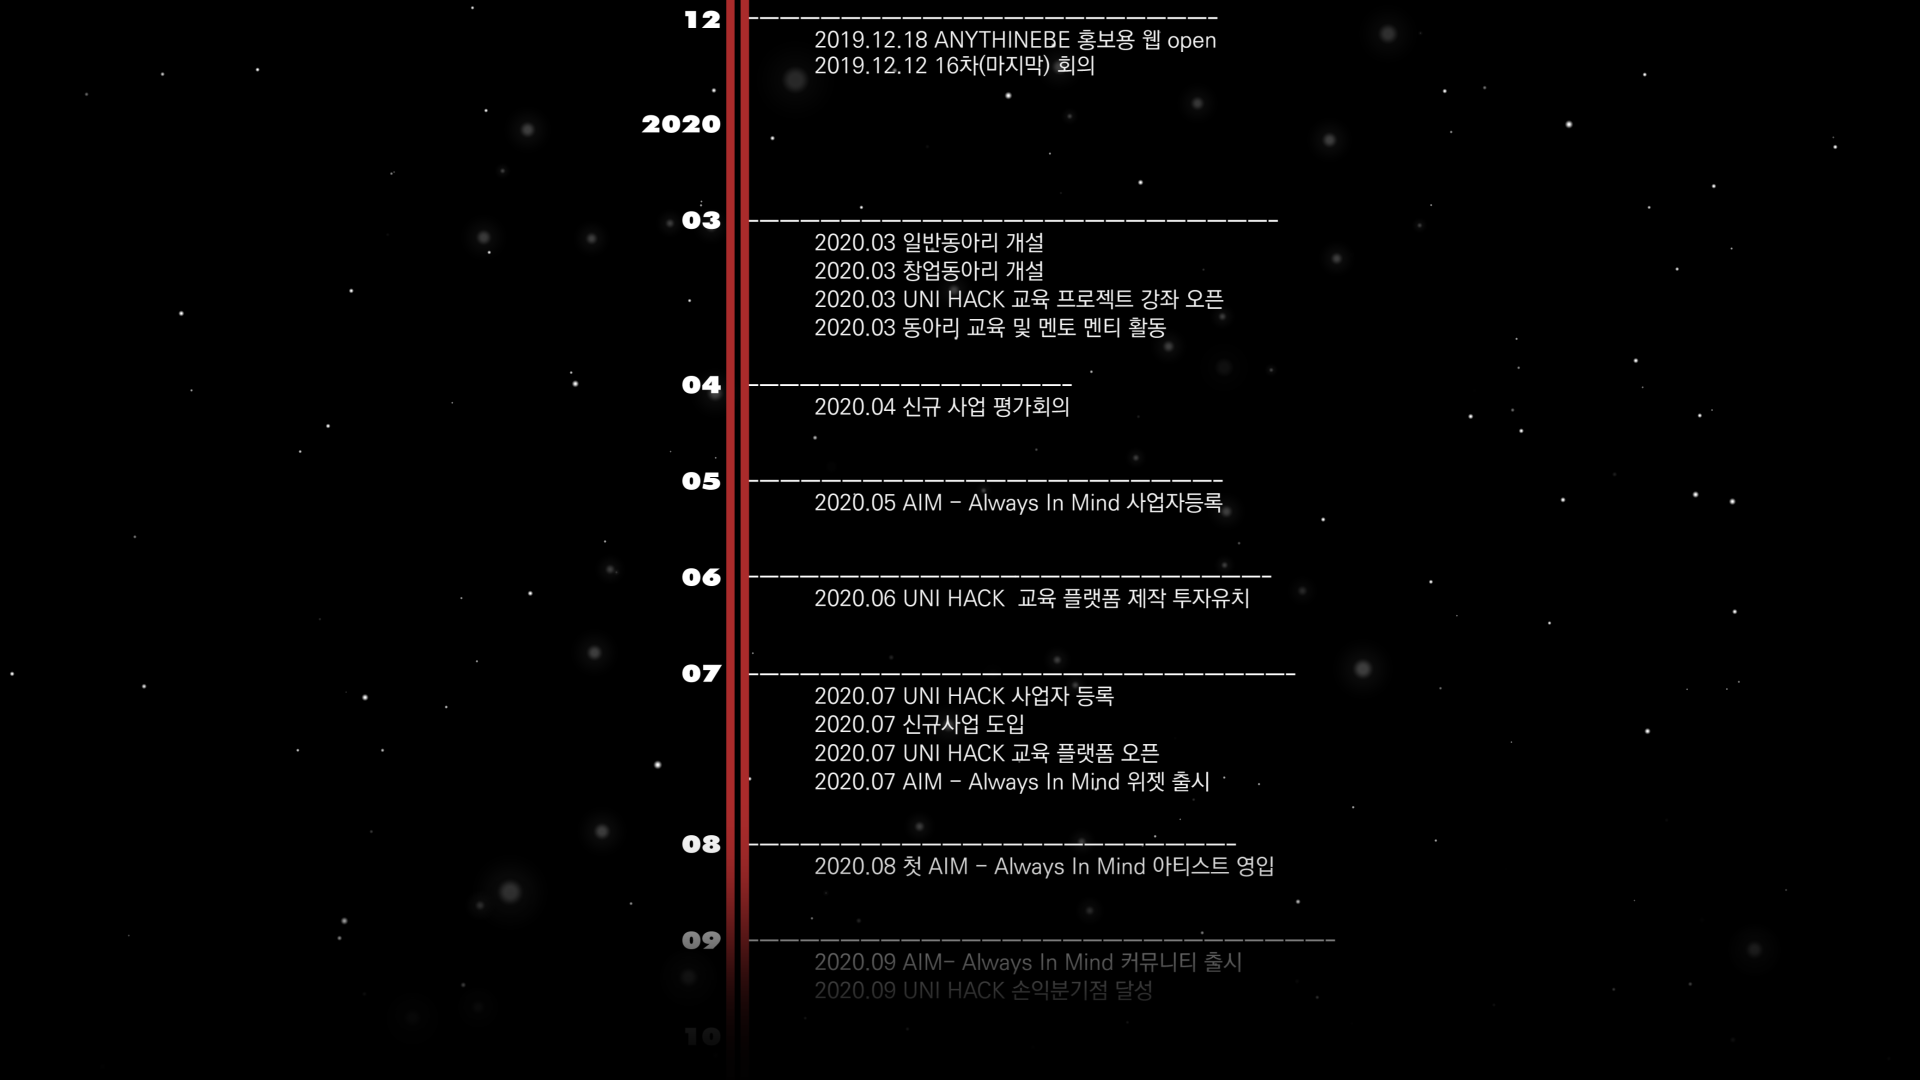 12
2019.12.18 ANYTHINEBE 홍보용 웹 open
2019.12.12 16차(마지막) 회의
2020
03
2020.03 일반동아리 개설
2020.03 창업동아리 개설
2020.03 UNI HACK 교육 프로젝트 강좌 오픈
2020.03 동아리 교육 및 멘토 멘티 활동
04
2020.04 신규 사업 평가회의
05
2020.05 AIM - Always In Mind 사업자등록
06
2020.06 UNI HACK  교육 플랫폼 제작 투자유치
07
2020.07 UNI HACK 사업자 등록
2020.07 신규사업 도입
2020.07 UNI HACK 교육 플랫폼 오픈
2020.07 AIM - Always In Mind 위젯 출시
08
2020.08 첫 AIM - Always In Mind 아티스트 영입
09
2020.09 AIM- Always In Mind 커뮤니티 출시
2020.09 UNI HACK 손익분기점 달성
10